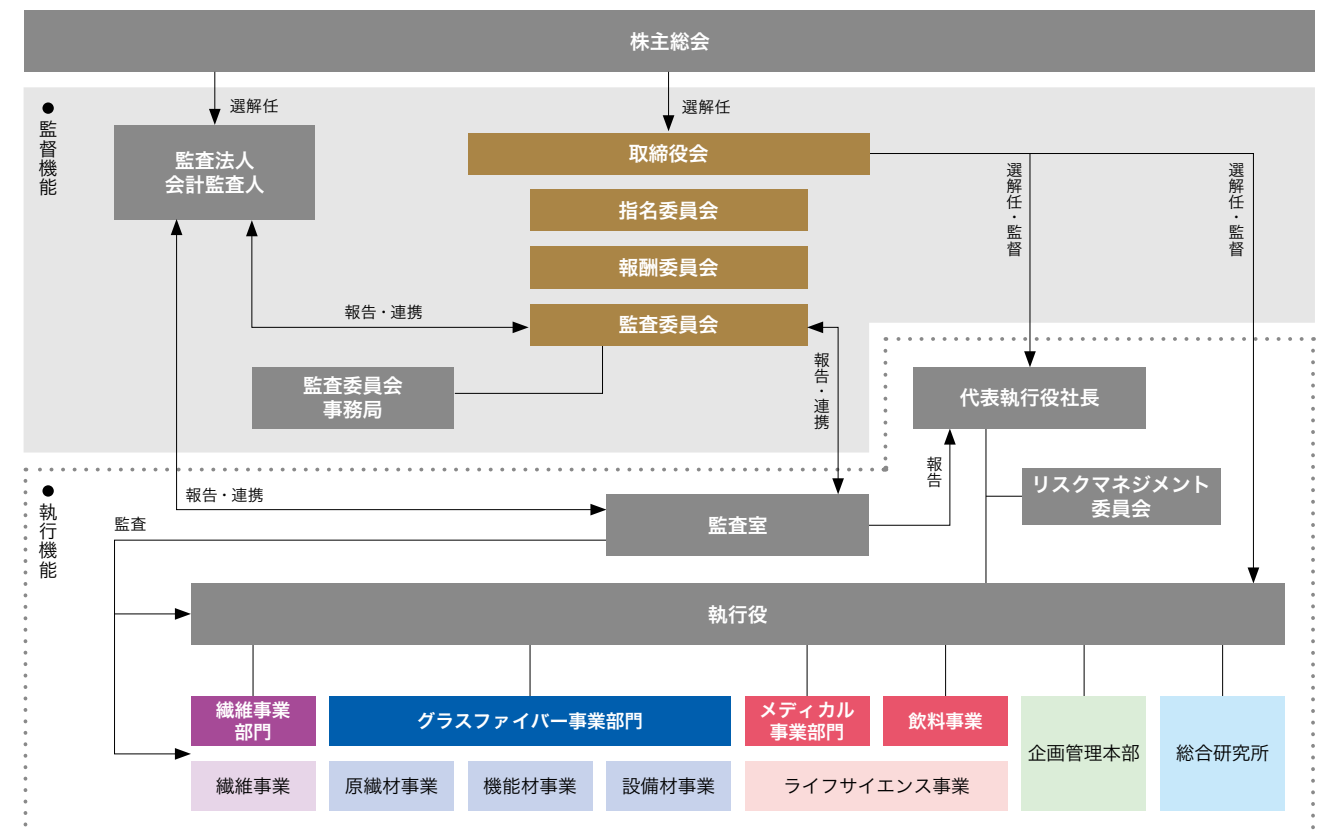 株主総会
● 監督機能
選解任
選解任
監査法人
会計監査人
取締役会
指名委員会
報酬委員会
監査委員会
選解任・監督
選解任・監督
報告・連携
監査委員会
事務局
報告・連携
代表執行役社長
● 執行機能
報告・連携
監査
監査室
報告
リスクマネジメント
委員会
執行役
繊維事業
部門
グラスファイバー事業部門
メディカル
事業部門
飲料事業
企画管理本部
総合研究所
繊維事業
原繊材事業
機能材事業
設備材事業
ライフサイエンス事業